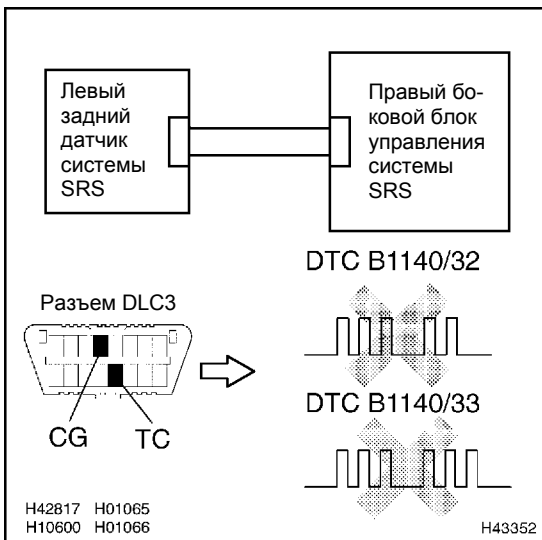 Левый
задний
датчик
системы
SRS
Правый бо-
ковой блок
управления
системы
SRS
DTC B1140/32
Разъем DLC3
DTC B1140/33
CG
TC
H42817 H01065
H10600 H01066
H43352